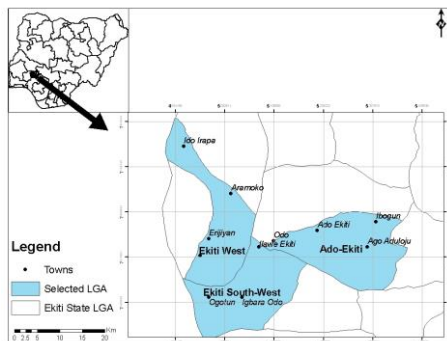 N
Ido Irapa
Aramoko
Ibogun
Ado Ekiti
Erijiyan
Odo
Ilawe Ekiti
Ado-Ekiti
Ago Aduloju
Ekiti West
Legend
Towns
Selected LGA
Ekiti State LGA
Ekiti South-West
Ogotun
Igbara Odo
0 2.5 5 10 15 20
Km